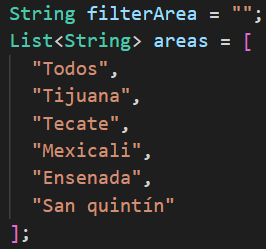 String filterArea = "";
List<String> areas = [
"Todos",
"Tijuana",
"Tecate",
"Mexicali",
"Ensenada",
"San quintín"
];